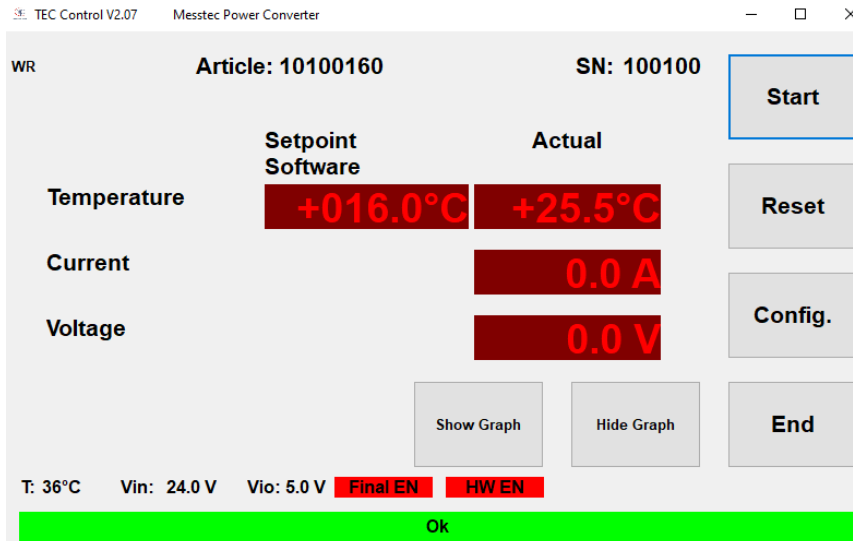 TEC Control V2.07 Messtec Power Converter
WR Article: 10100160 SN: 100100
Start
Setpoint Software Actual
Temperature +016.0°C +25.5°C
Reset
Current 0.0 A
Config.
Voltage 0.0 V
Show Graph Hide Graph End
T: 36°C Vin: 24.0 V Vio: 5.0 V Final EN HW EN
Ok